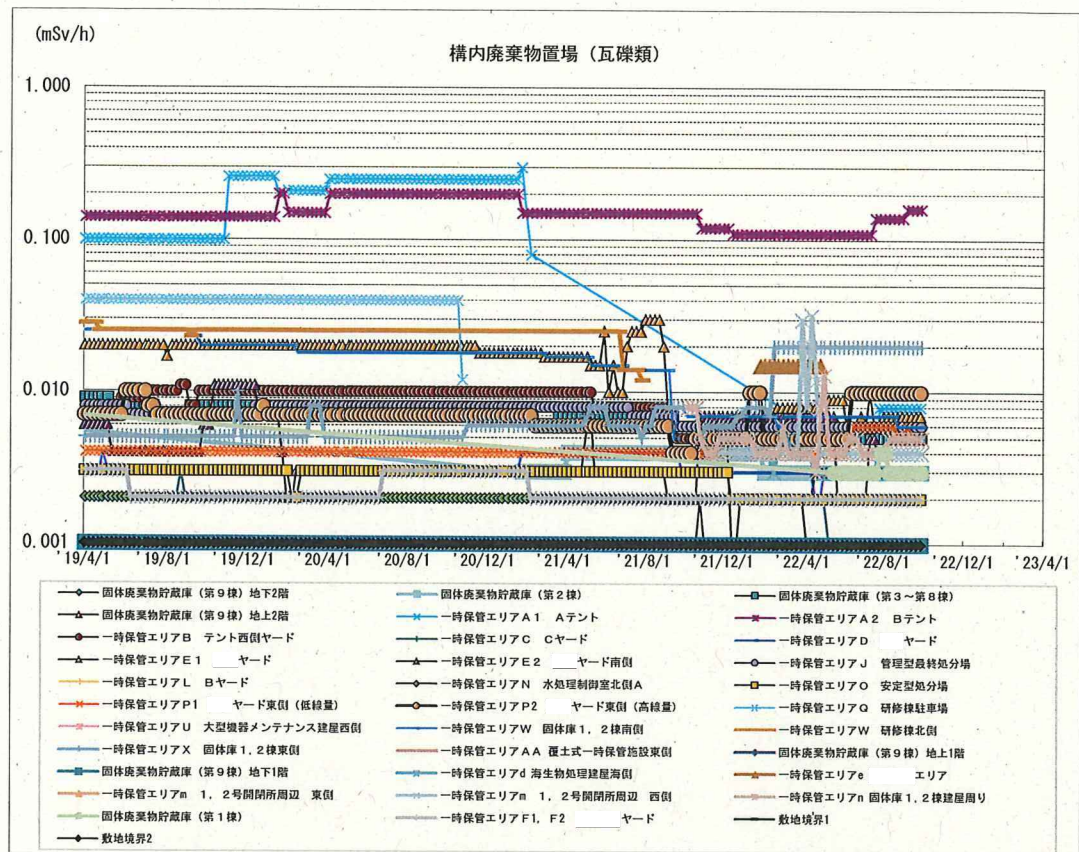 (mSv/h)
構内廃棄物置場（瓦礫類）
1.000
0.100
0.010
0.001
'19/4/1 '19/8/1 '19/12/1 '20/4/1 '20/8/1 '20/12/1 '21/4/1 '21/8/1 '21/12/1 '22/4/1 '22/8/1 '22/12/1 '23/4/1
固体廃棄物貯蔵庫（第９棟）地下2階 固体廃棄物貯蔵庫（第２棟） 固体廃棄物貯蔵庫（第３～第８棟）
固体廃棄物貯蔵庫（第９棟）地上2階 一時保管エリアＡ１　Ａテント 一時保管エリアＡ２　Ｂテント
一時保管エリアＢ　テント西側ヤード 一時保管エリアＣ　Ｃヤード 一時保管エリアＤ　ヤード
一時保管エリアＥ１　ヤード 一時保管エリアＥ２　ヤード南側 一時保管エリアＪ　管理型最終処分場
一時保管エリアＬ　Ｂヤード 一時保管エリアＮ　水処理制御室北側Ａ 一時保管エリアＯ　安定型処分場
一時保管エリアＰ1　ヤード東側（低線量） 一時保管エリアＰ２　ヤード東側（高線量） 一時保管エリアＱ　研修棟駐車場
一時保管エリアＵ　大型機器メンテナンス建屋西側 一時保管エリアＷ　固体庫１,２棟南側 一時保管エリアＷ　研修棟北側
一時保管エリアＸ　固体庫1,2棟東側 一時保管エリアＡＡ 覆土式一時保管施設東側 固体廃棄物貯蔵庫（第９棟）地上1階
固体廃棄物貯蔵庫（第９棟）地下1階 一時保管エリアｄ 海生物処理建屋海側 一時保管エリアｅ　エリア
一時保管エリアｍ　１，２号開閉所周辺　東側 一時保管エリアｍ　１，２号開閉所周辺　西側 一時保管エリアｎ 固体庫１,２棟建屋周り
固体廃棄物貯蔵庫（第１棟） 一時保管エリアＦ１，Ｆ２　ヤード 敷地境界1
敷地境界2